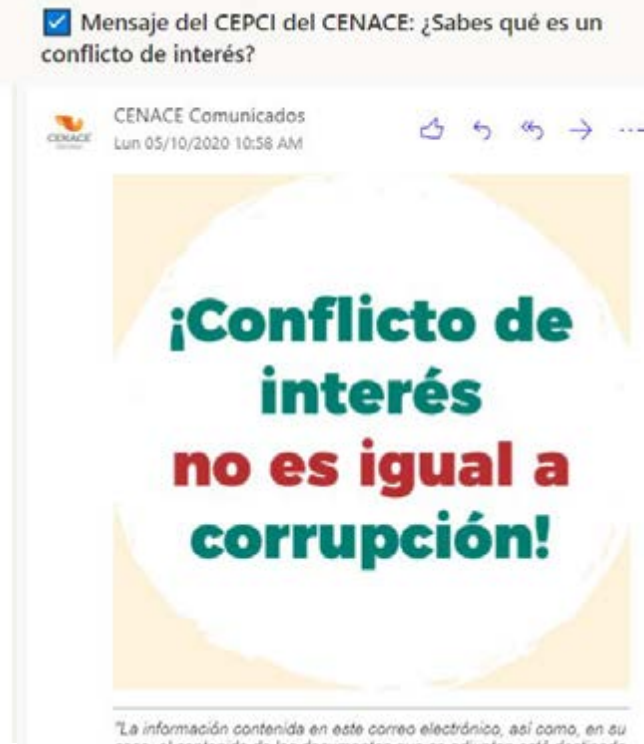 Mensaje del CEPCI del CENACE: ¿Sabes qué es un
conflicto de interés?
CENACE Comunicados
Lun 05/10/2020 10:58 AM
CENACE
¡Conflicto de
interés
no es igual a
corrupción!
"La información contenida en este correo electrónico, así como, en su